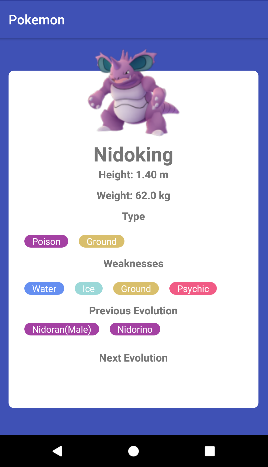 Pokemon
Nidoking
Height: 1.40 m
Weight: 62.0 kg
Type
Poison Ground
Weaknesses
Water Ice Ground Psychic
Previous Evolution
Nidoran(Male) Nidorino
Next Evolution